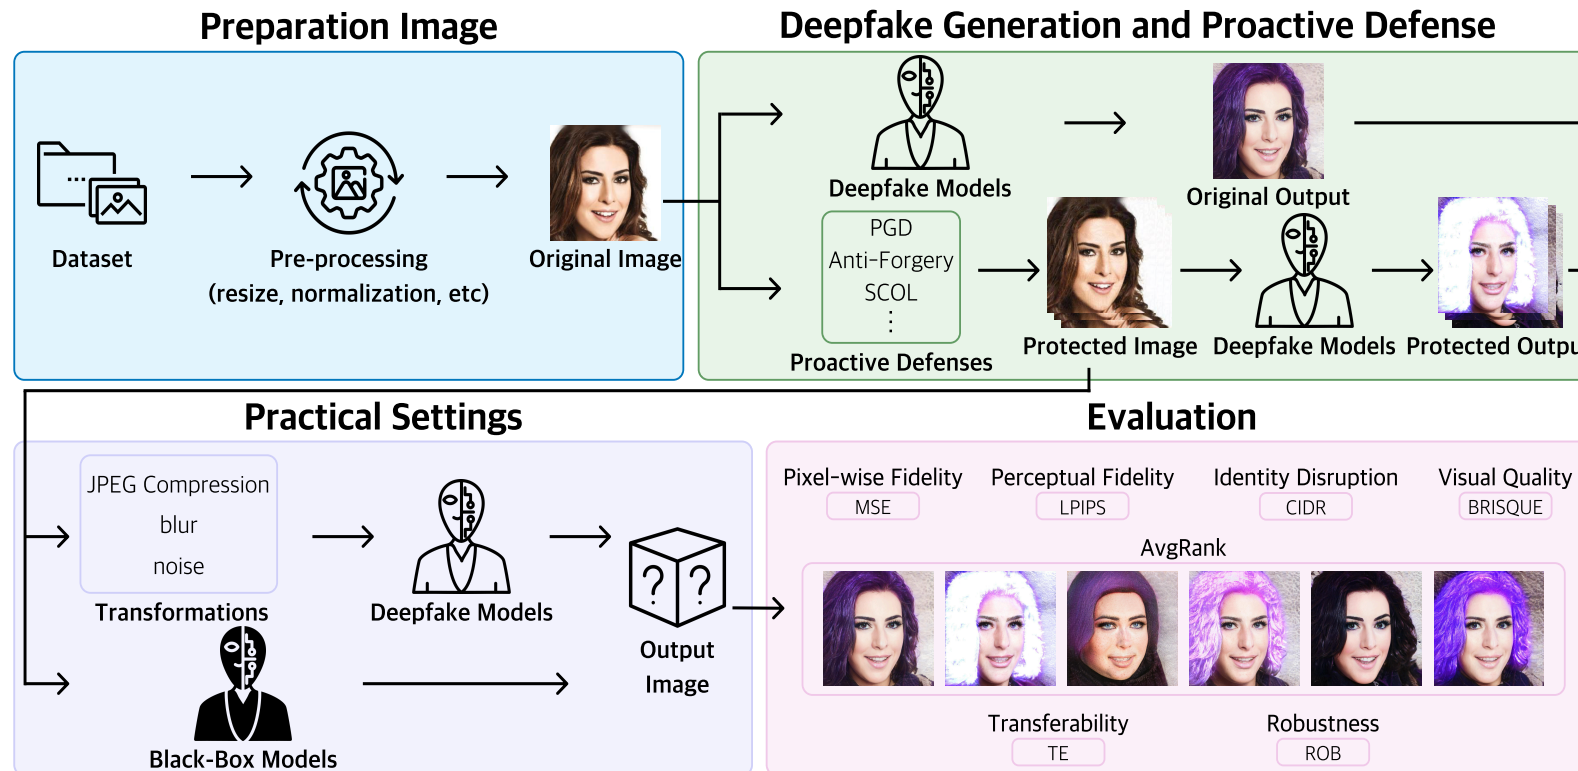 Preparation Image
Deepfake Generation and Proactive Defense
Dataset
Pre-processing
(resize, normalization, etc)
Original Image
Deepfake Models
Original Output
PGD
Anti-Forgery
SCOL
⋮
Proactive Defenses
Protected Image
Deepfake Models
Protected Outpu
Practical Settings
JPEG Compression
blur
noise
Transformations
Deepfake Models
Black-Box Models
? ?
Output
Image
Evaluation
Pixel-wise Fidelity
MSE
Perceptual Fidelity
LPIPS
Identity Disruption
CIDR
Visual Quality
BRISQUE
AvgRank
Transferability
TE
Robustness
ROB